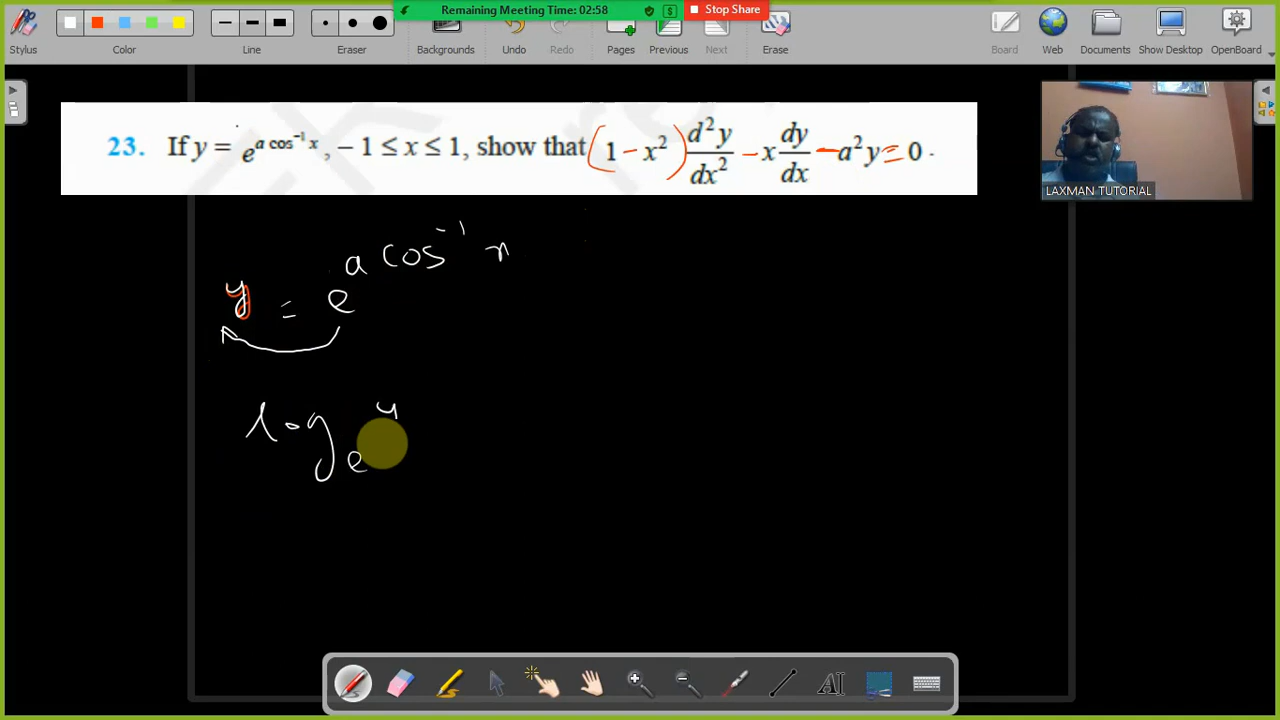 Remaining Meeting Time: 02:58 $ Stop Share
Stylus Color Line Eraser Backgrounds Undo Redo Pages Previous Next Erase Board Web Documents Show Desktop OpenBoard
23. If y = e^{a cos⁻¹ x}, – 1 ≤ x ≤ 1, show that (1 - x²) d²y/dx² - x dy/dx - a²y = 0 .
LAXMAN TUTORIAL
y = e^{a cos⁻¹ x}
log_e y
AI